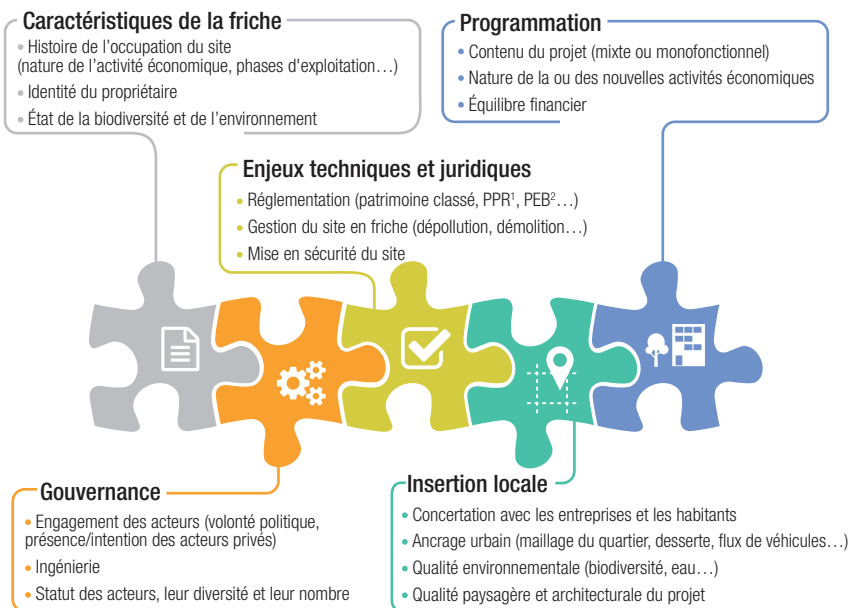 Caractéristiques de la friche
• Histoire de l'occupation du site
(nature de l'activité économique, phases d'exploitation…)
• Identité du propriétaire
• État de la biodiversité et de l'environnement
Programmation
• Contenu du projet (mixte ou monofonctionnel)
• Nature de la ou des nouvelles activités économiques
• Équilibre financier
Enjeux techniques et juridiques
• Réglementation (patrimoine classé, PPR¹, PEB²…)
• Gestion du site en friche (dépollution, démolition…)
• Mise en sécurité du site
Gouvernance
• Engagement des acteurs (volonté politique,
présence/intention des acteurs privés)
• Ingénierie
• Statut des acteurs, leur diversité et leur nombre
Insertion locale
• Concertation avec les entreprises et les habitants
• Ancrage urbain (maillage du quartier, desserte, flux de véhicules…)
• Qualité environnementale (biodiversité, eau…)
• Qualité paysagère et architecturale du projet